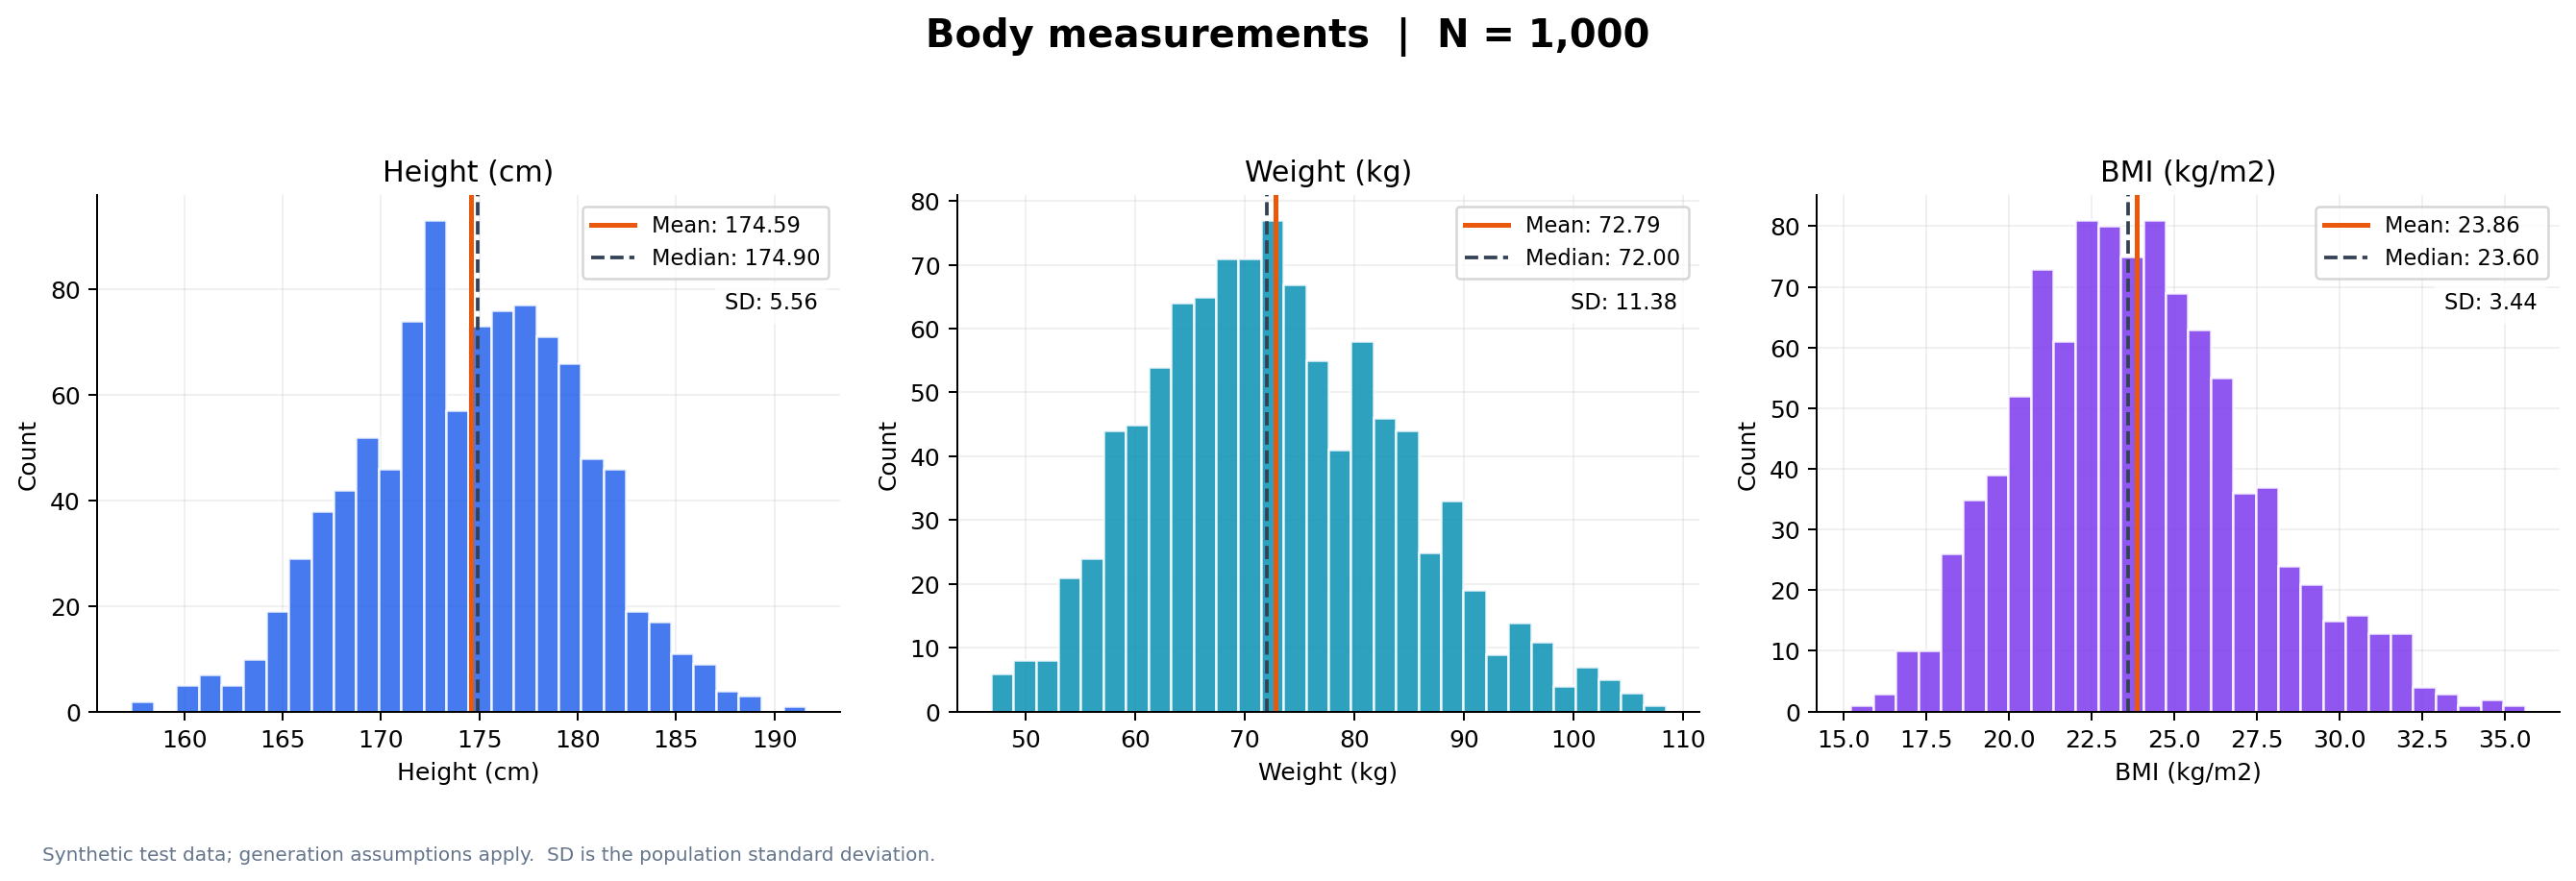 Body measurements | N = 1,000
Height (cm)
Mean: 174.59
Median: 174.90
SD: 5.56
Count
80
60
40
20
0
160 165 170 175 180 185 190
Height (cm)
Weight (kg)
Mean: 72.79
Median: 72.00
SD: 11.38
Count
80
70
60
50
40
30
20
10
0
50 60 70 80 90 100 110
Weight (kg)
BMI (kg/m2)
Mean: 23.86
Median: 23.60
SD: 3.44
Count
80
70
60
50
40
30
20
10
0
15.0 17.5 20.0 22.5 25.0 27.5 30.0 32.5 35.0
BMI (kg/m2)
Synthetic test data; generation assumptions apply. SD is the population standard deviation.